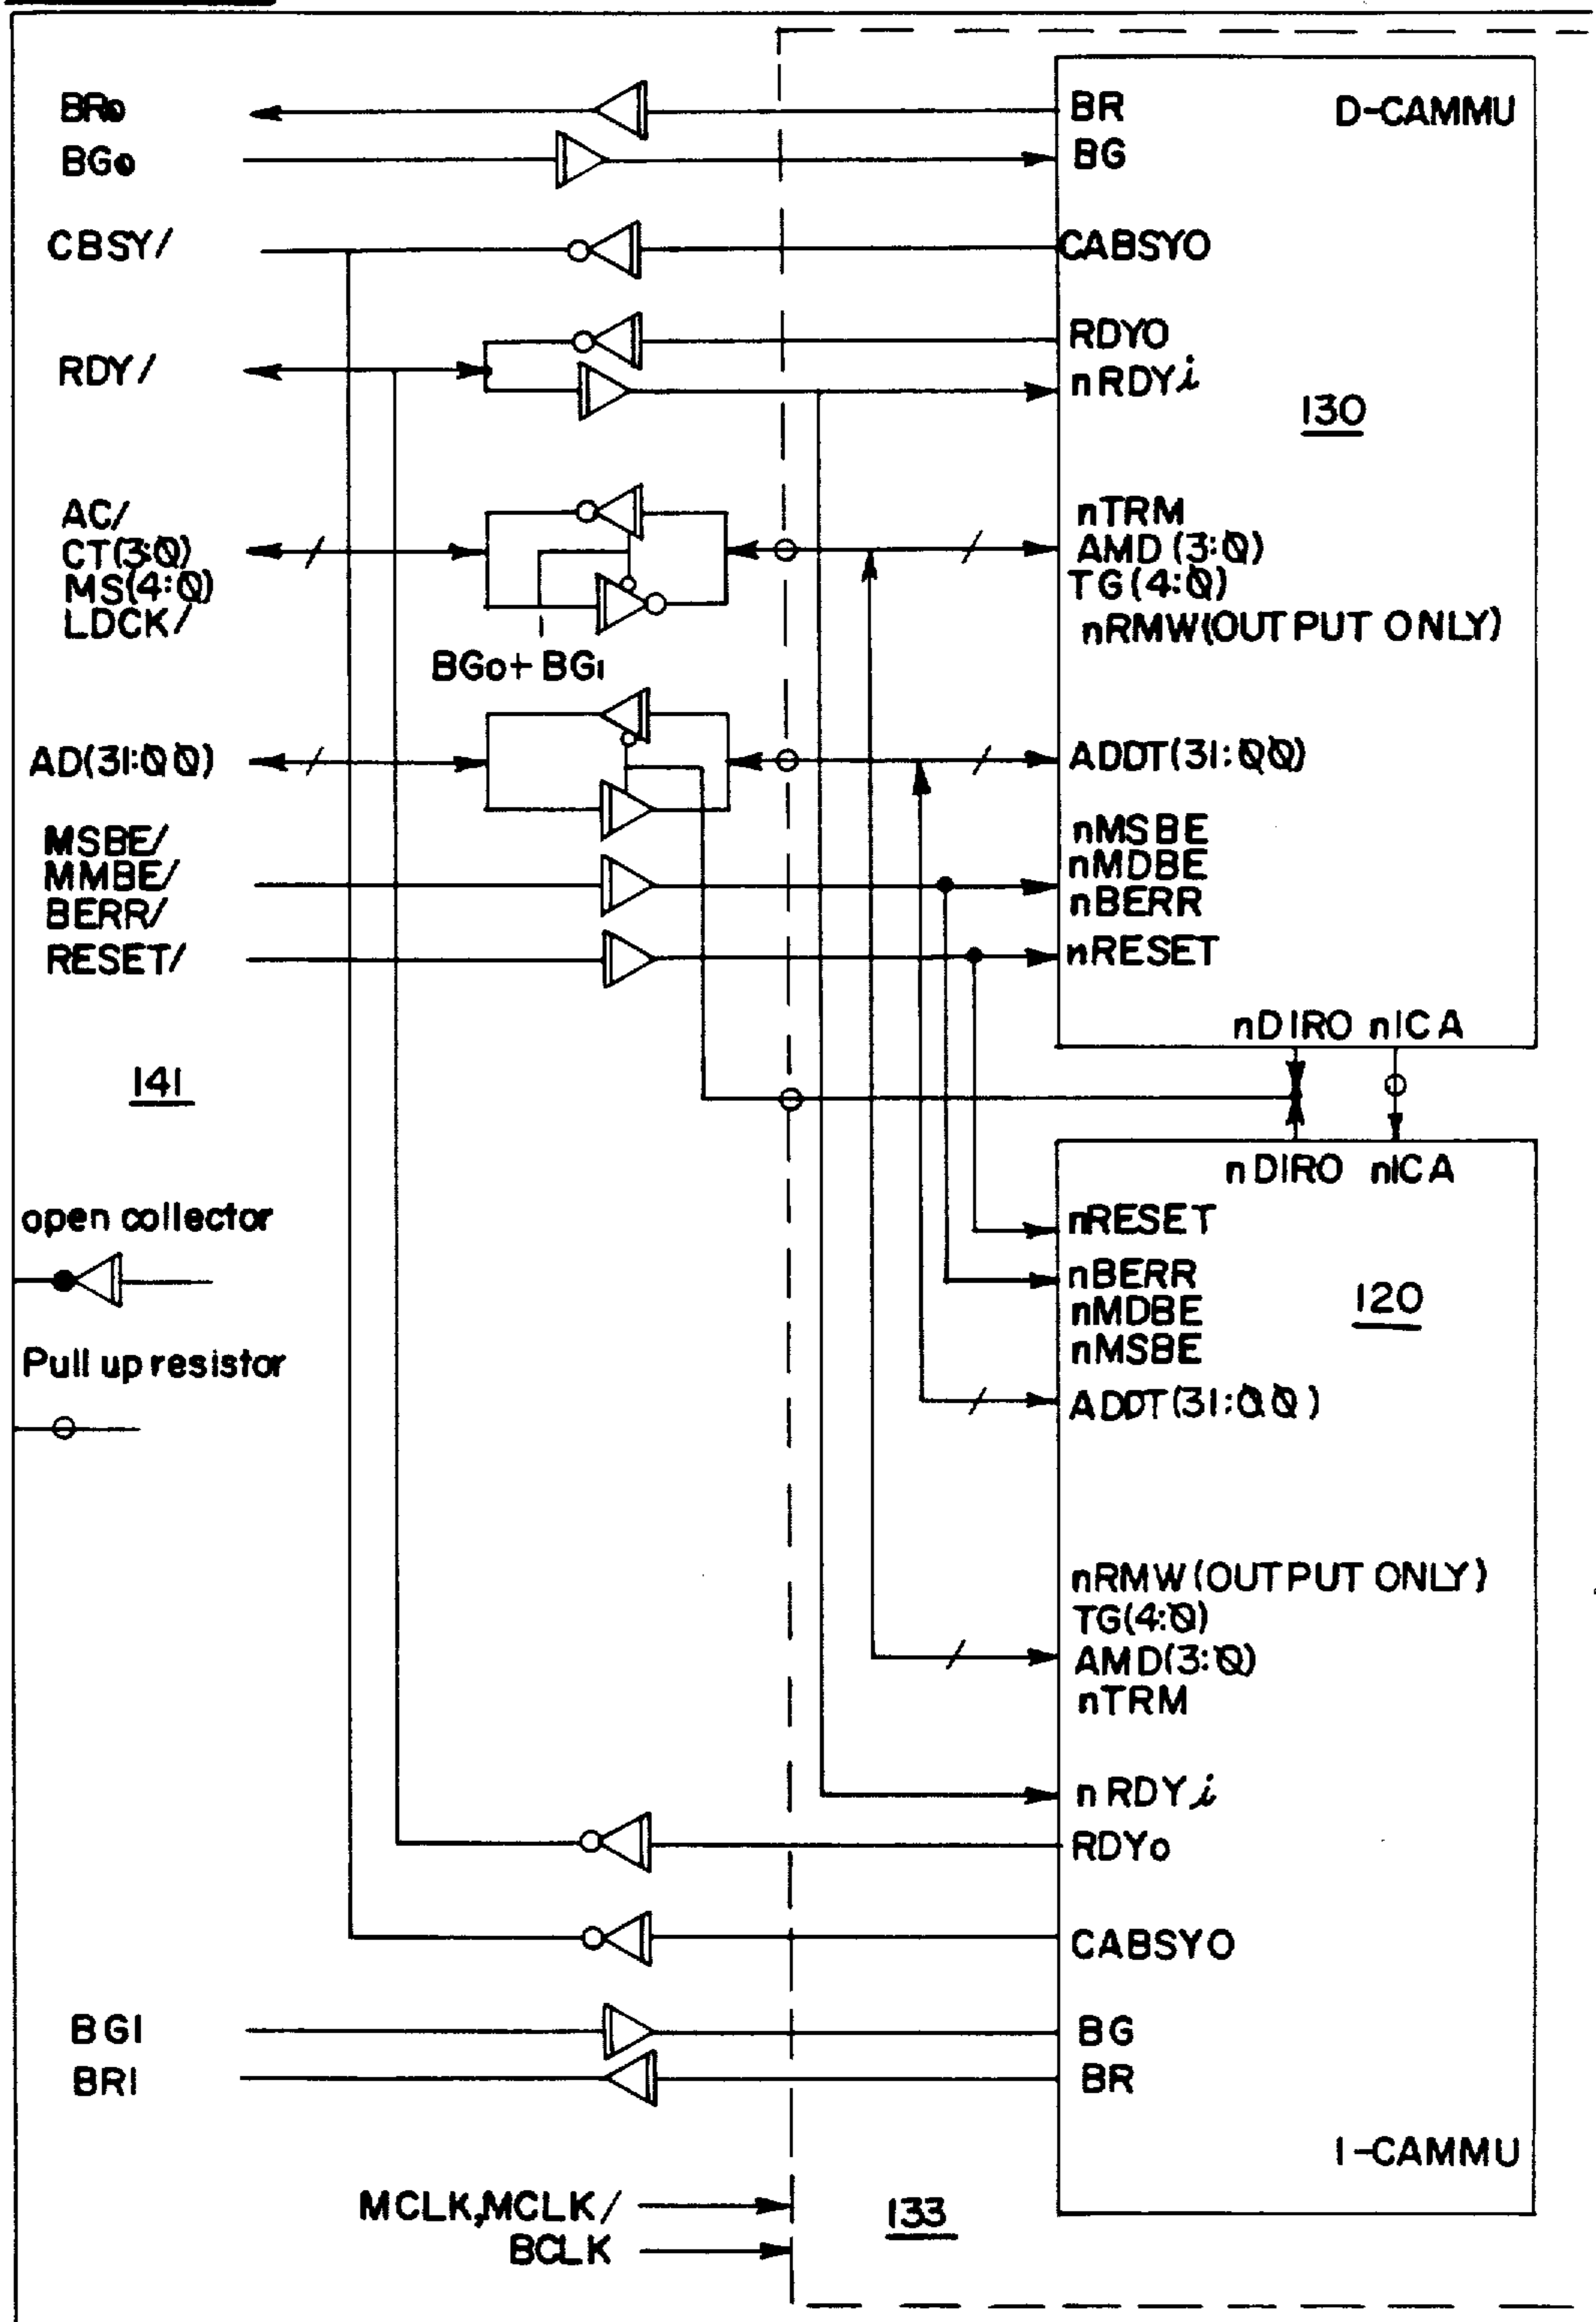 BRo
BGo
CBSY/
RDY/
AC/
CT(3:0)
MS(4:0)
LDCK/
BGo+ BG1
AD(31:00)
MSBE/
MMBE/
BERR/
RESET/
141
open collector
Pull up resistor
BG1
BR1
MCLK,MCLK/
BCLK
133
BR
D-CAMMU
BG
CABSYO
RDYO
nRDYi
130
nTRM
AMD (3:0)
TG(4:0)
nRMW(OUTPUT ONLY)
ADDT(31:00)
nMSBE
nMDBE
nBERR
nRESET
nDIRO nICA
nDIRO nICA
nRESET
nBERR
120
nMDBE
nMSBE
ADDT(31:00)
nRMW(OUTPUT ONLY)
TG(4:0)
AMD(3:0)
nTRM
nRDYi
RDYo
CABSYO
BG
BR
I-CAMMU